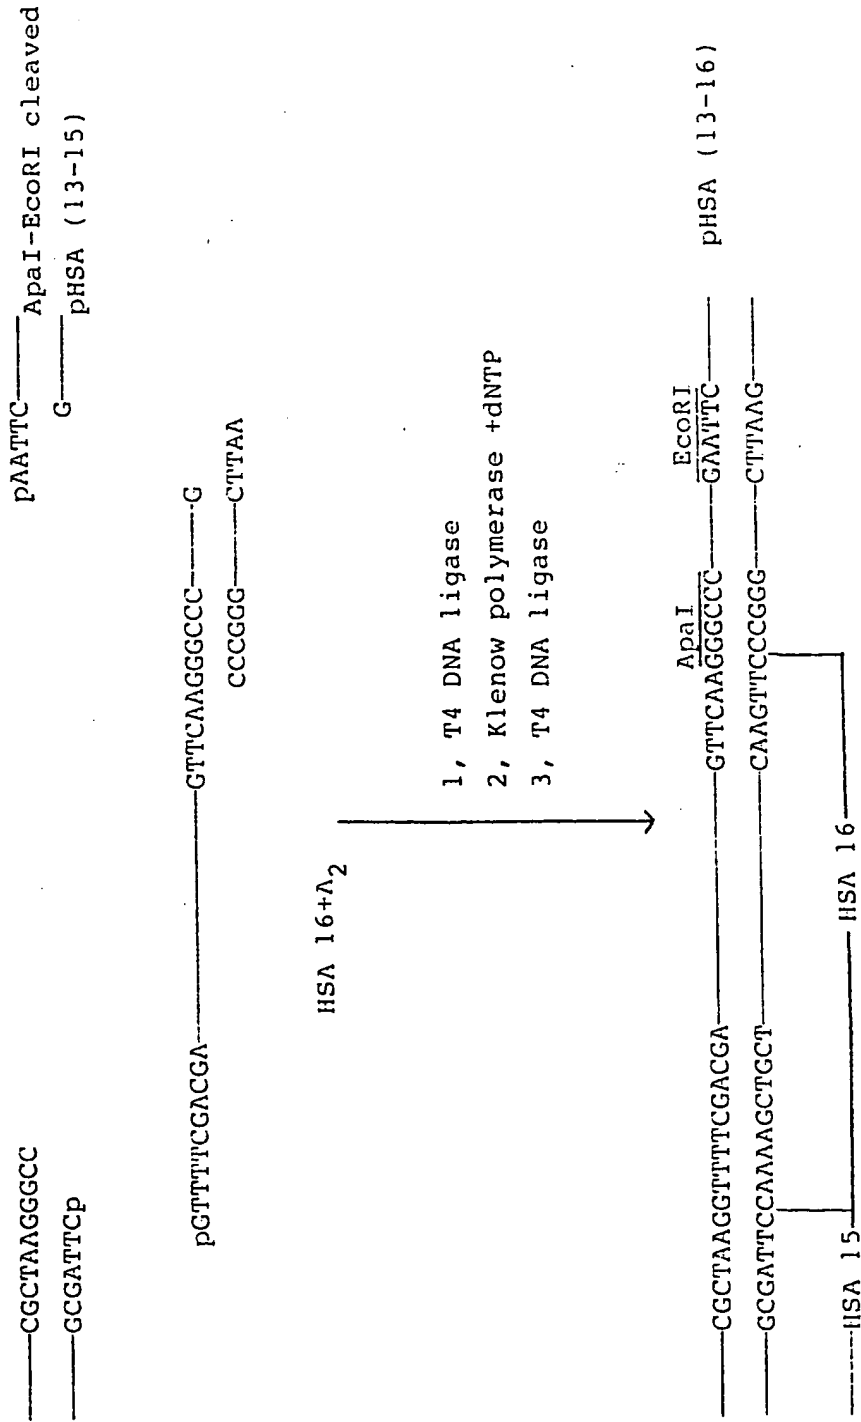 CGCTAAGGGCC pAATTC
ApaI-EcoRI cleaved
GCGATTCp G
pHSA (13-15)
pGTTTTCGACGA GTTCAAGGGCCC G
CCCGGG CTTAA
HSA 16+A2
1, T4 DNA ligase
2, Klenow polymerase +dNTP
3, T4 DNA ligase
ApaI EcoRI
CGCTAAGGTTTTCGACGA GTTCAAGGGCCC GAATTC
pHSA (13-16)
GCGATTCCAAAAGCTGCT CAAGTTCCCGGG CTTAAG
HSA 15 HSA 16